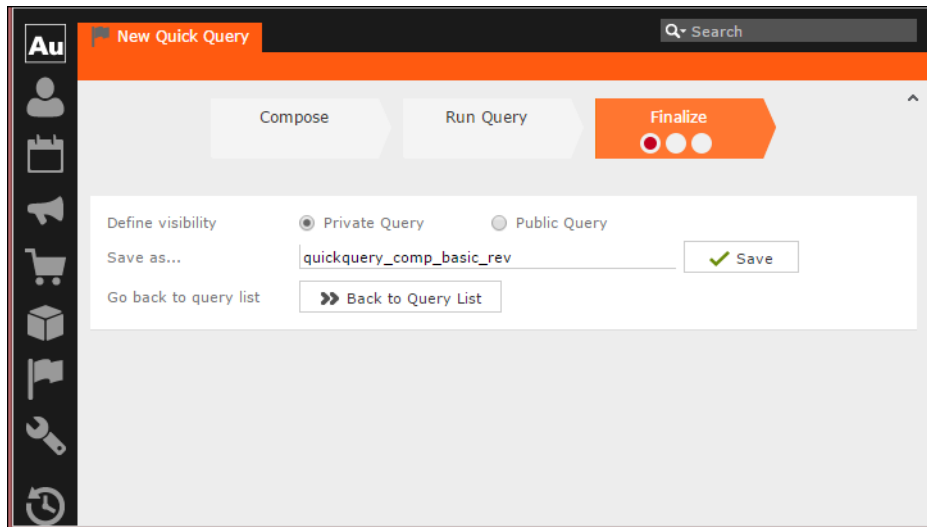 Au
New Quick Query
Search
Compose
Run Query
Finalize
Define visibility
Private Query
Public Query
Save as...
quickquery_comp_basic_rev
Save
Go back to query list
Back to Query List